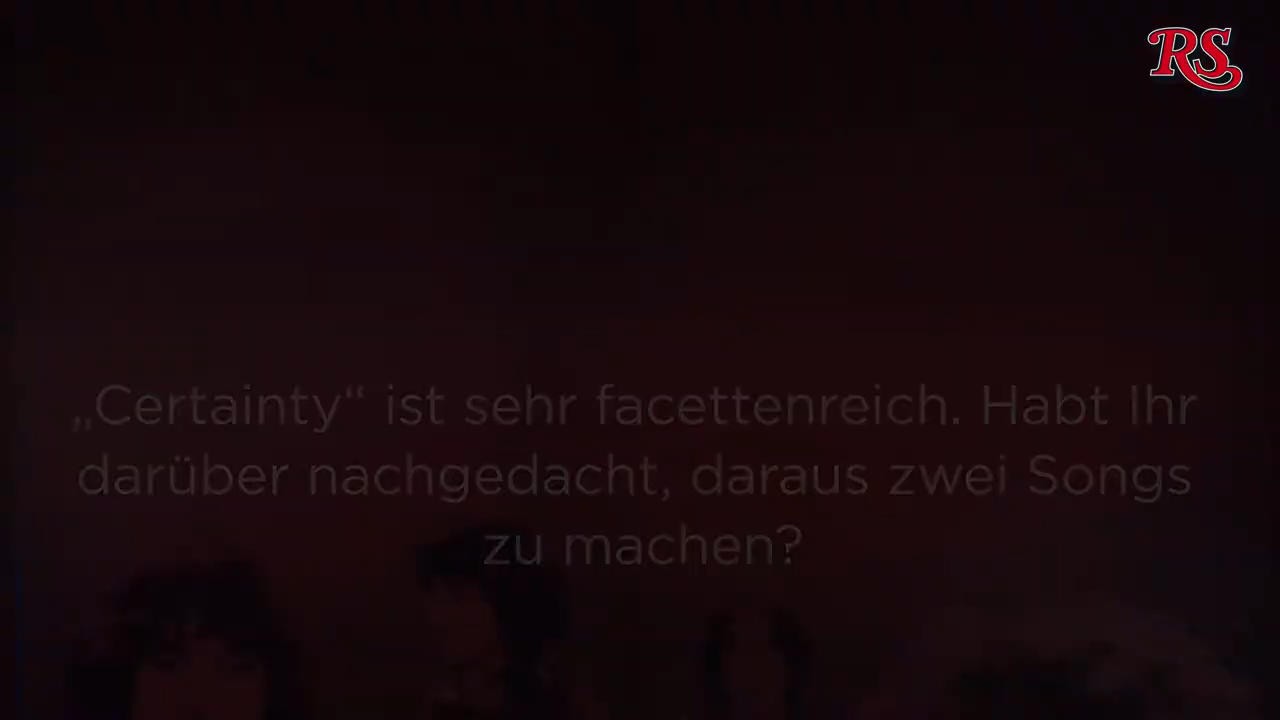 RS
„Certainty“ ist sehr facettenreich. Habt Ihr
darüber nachgedacht, daraus zwei Songs
zu machen?